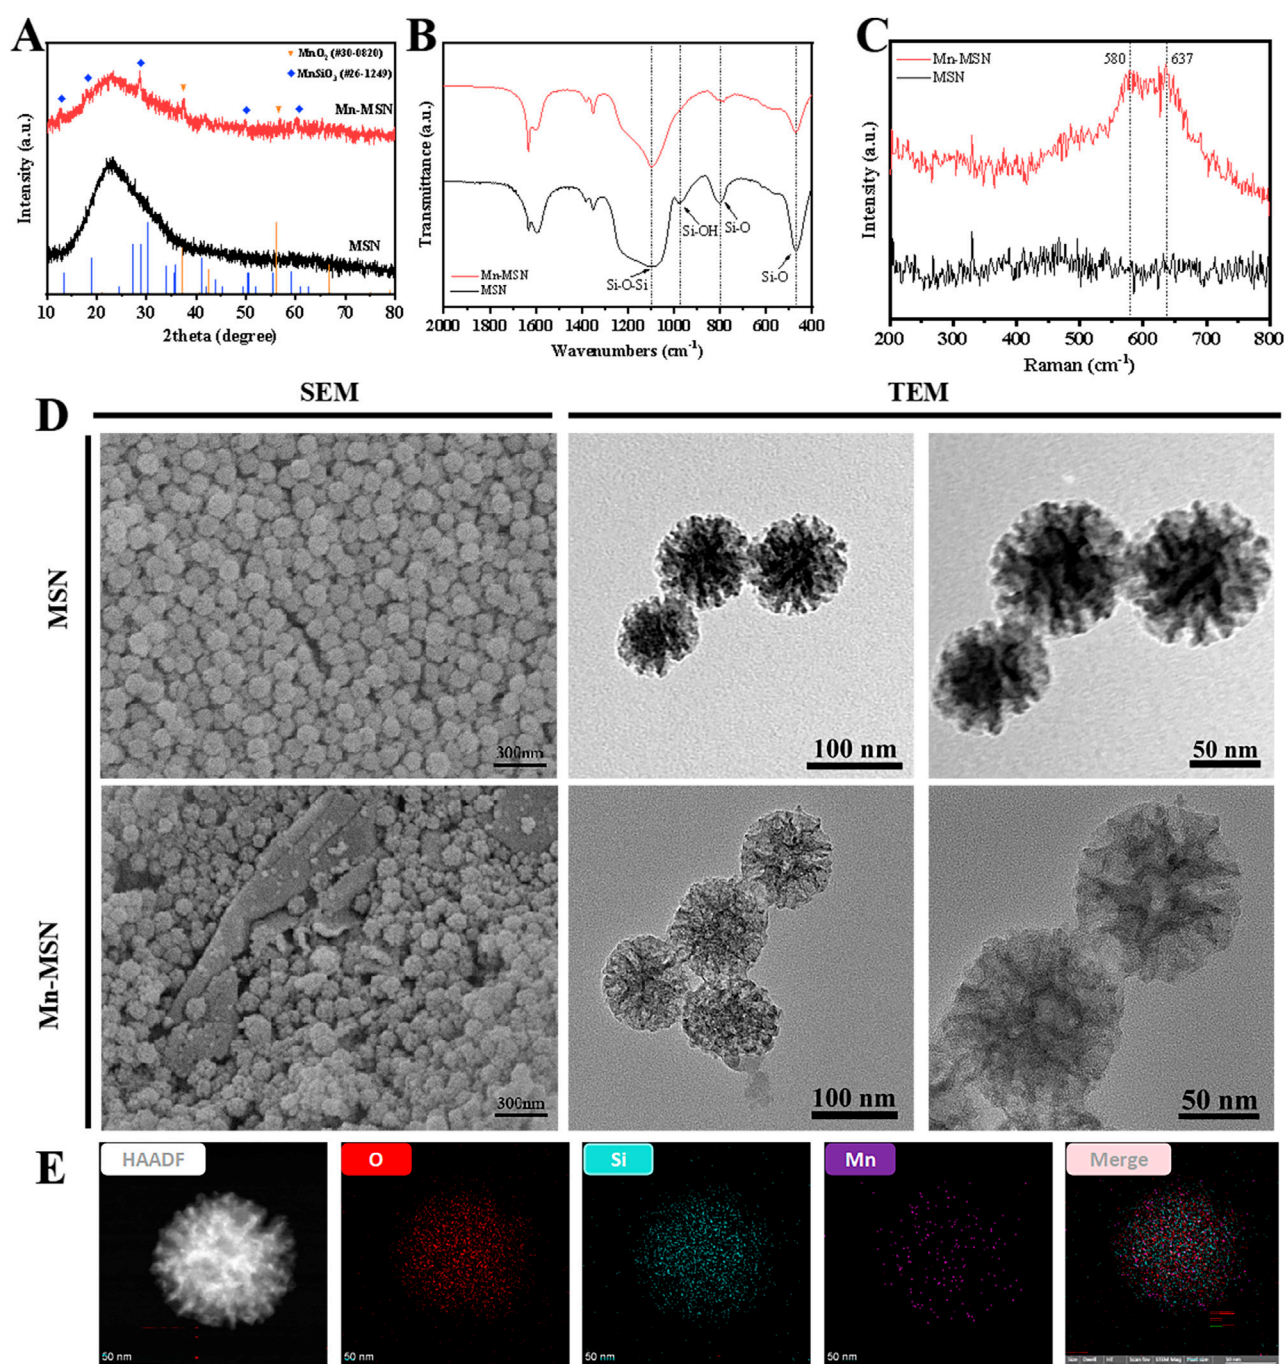 A
MnO₂ (#30-0820)
MnSiO₃ (#26-1249)
Mn-MSN
MSN
Intensity (a.u.)
10 20 30 40 50 60 70 80
2theta (degree)
B
Transmittance (a.u.)
Si-OH
Si-O
Si-O-Si
Si-O
Mn-MSN
MSN
2000 1800 1600 1400 1200 1000 800 600 400
Wavenumbers (cm⁻¹)
C
Mn-MSN
MSN
580
637
Intensity (a.u.)
200 300 400 500 600 700 800
Raman (cm⁻¹)
D
SEM
TEM
MSN
300nm
100 nm
50 nm
Mn-MSN
300nm
100 nm
50 nm
E
HAADF
O
Si
Mn
Merge
50 nm
50 nm
50 nm
50 nm
50 nm